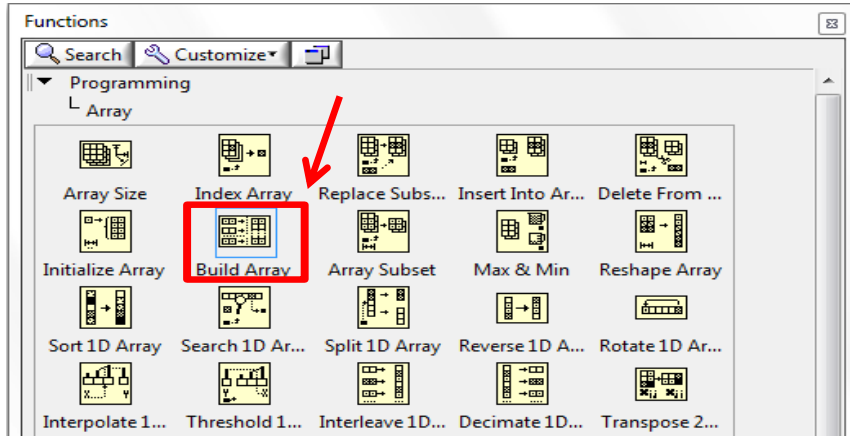 Functions
Search Customize
Programming
Array
Array Size Index Array Replace Subs... Insert Into Ar... Delete From ...
Initialize Array Build Array Array Subset Max & Min Reshape Array
Sort 1D Array Search 1D Ar... Split 1D Array Reverse 1D A... Rotate 1D Ar...
Interpolate 1... Threshold 1... Interleave 1D... Decimate 1D... Transpose 2...